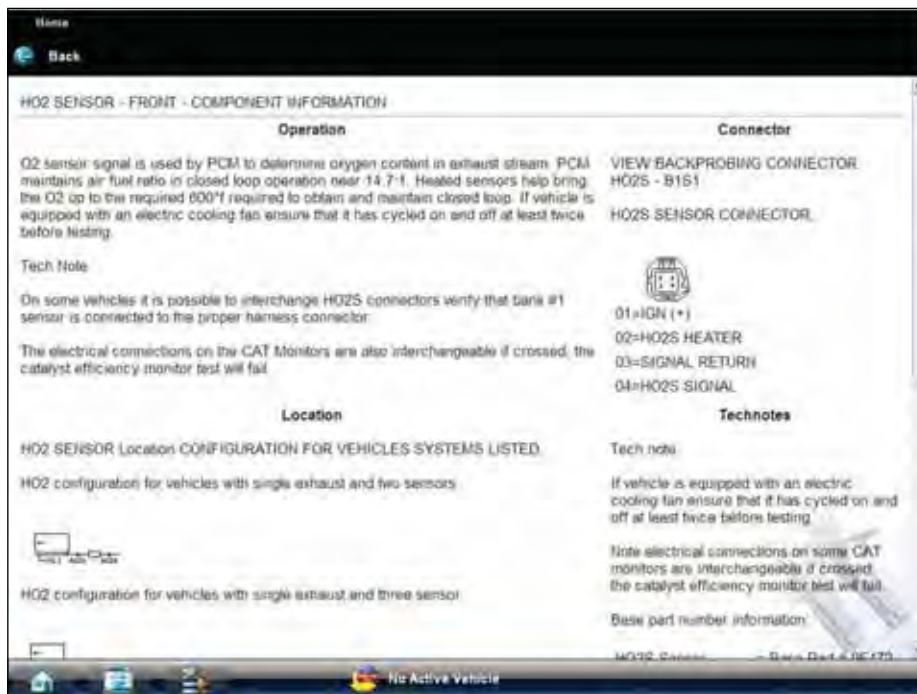 Home
Back
HO2 SENSOR - FRONT - COMPONENT INFORMATION
Operation
O2 sensor signal is used by PCM to determine oxygen content in exhaust stream. PCM
maintains air fuel ratio in closed loop operation near 14.7:1. Heated sensors help bring
the O2 up to the required 600°f required to obtain and maintain closed loop. If vehicle is
equipped with an electric cooling fan ensure that it has cycled on and off at least twice
before testing.
Tech Note
On some vehicles it is possible to interchange HO2S connectors verify that bank #1
sensor is connected to the proper harness connector.
The electrical connections on the CAT Monitors are also interchangeable if crossed, the
catalyst efficiency monitor test will fail.
Location
HO2 SENSOR Location CONFIGURATION FOR VEHICLES SYSTEMS LISTED.
HO2 configuration for vehicles with single exhaust and two sensors
HO2 configuration for vehicles with single exhaust and three sensor
Connector
VIEW BACKPROBING CONNECTOR
HO2S - B1S1
HO2S SENSOR CONNECTOR.
01=IGN (+)
02=HO2S HEATER
03=SIGNAL RETURN
04=HO2S SIGNAL
Technotes
Tech note
If vehicle is equipped with an electric
cooling fan ensure that it has cycled on and
off at least twice before testing
Note electrical connections on some CAT
monitors are interchangeable if crossed
the catalyst efficiency monitor test will fail.
Base part number information
HO2S Sensor = Base Part #
No Active Vehicle